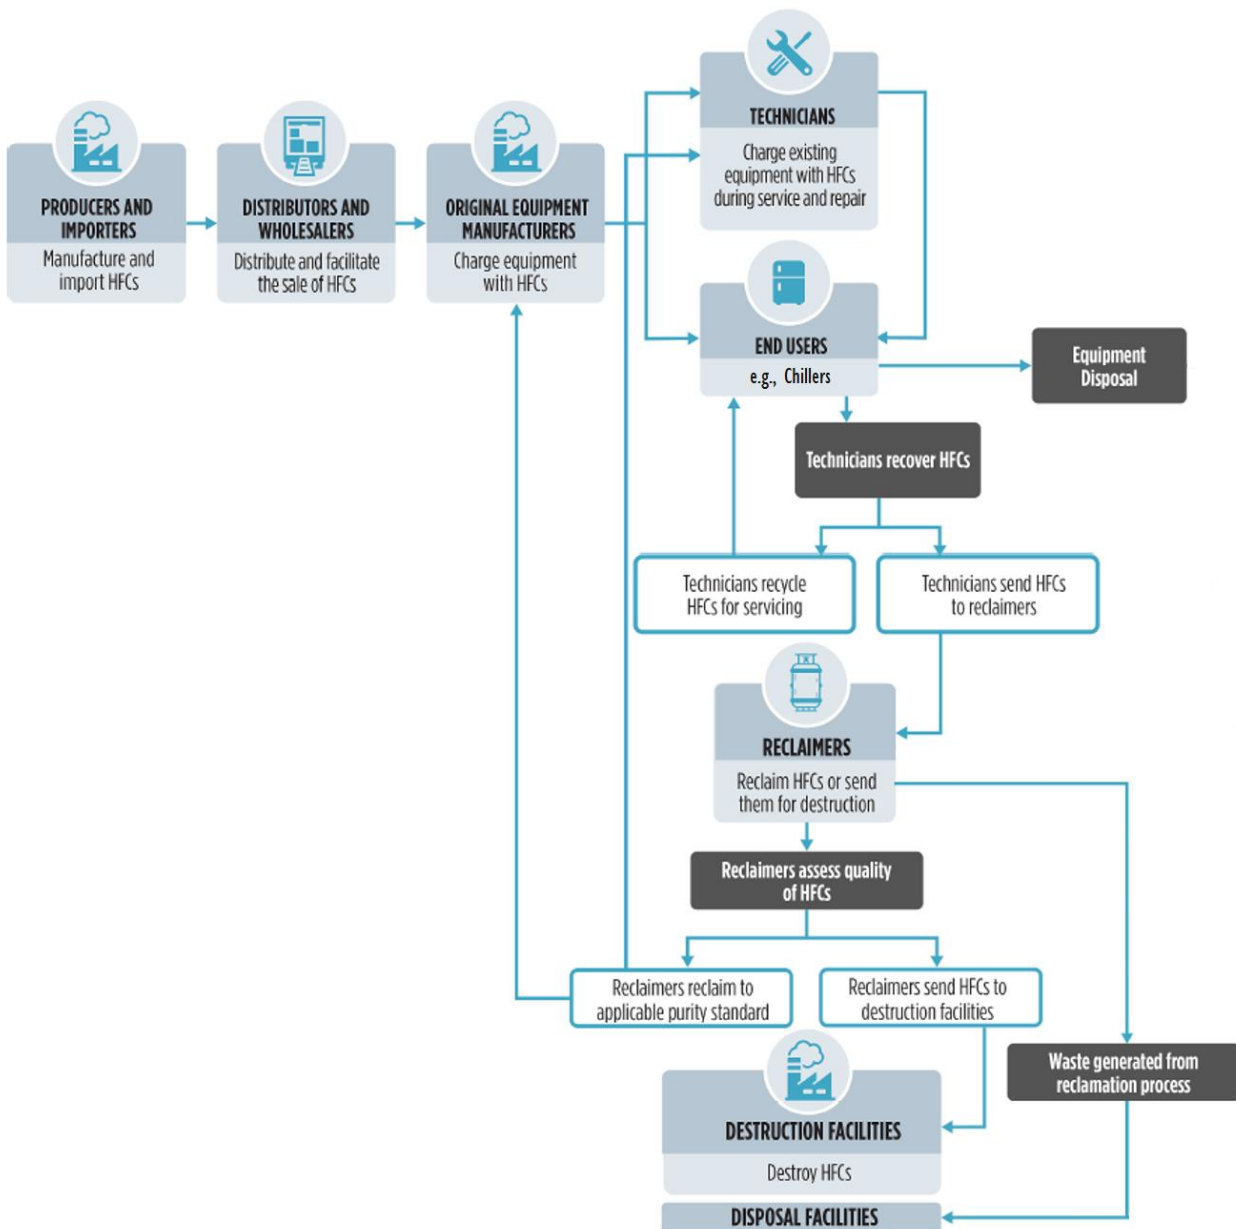 PRODUCERS AND
IMPORTERS
Manufacture and
import HFCs
DISTRIBUTORS AND
WHOLESALERS
Distribute and facilitate
the sale of HFCs
ORIGINAL EQUIPMENT
MANUFACTURERS
Charge equipment
with HFCs
TECHNICIANS
Charge existing
equipment with HFCs
during service and repair
END USERS
e.g., Chillers
Equipment
Disposal
Technicians recover HFCs
Technicians recycle
HFCs for servicing
Technicians send HFCs
to reclaimers
RECLAIMERS
Reclaim HFCs or send
them for destruction
Reclaimers assess quality
of HFCs
Reclaimers reclaim to
applicable purity standard
Reclaimers send HFCs to
destruction facilities
Waste generated from
reclamation process
DESTRUCTION FACILITIES
Destroy HFCs
DISPOSAL FACILITIES